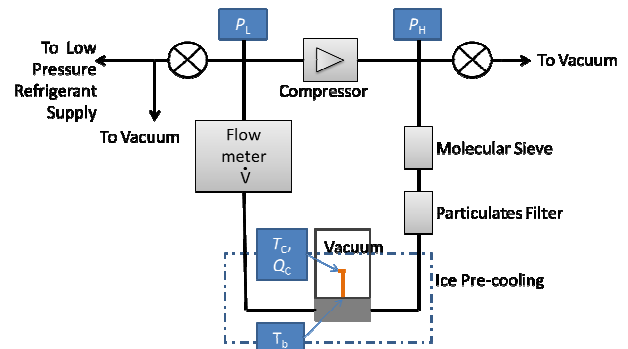 P_L
P_H
To Low
Pressure
Refrigerant
Supply
To Vacuum
Compressor
To Vacuum
Flow
meter
V̇
Molecular Sieve
Particulates Filter
T_C,
Q_C
Vacuum
Ice Pre-cooling
T_b